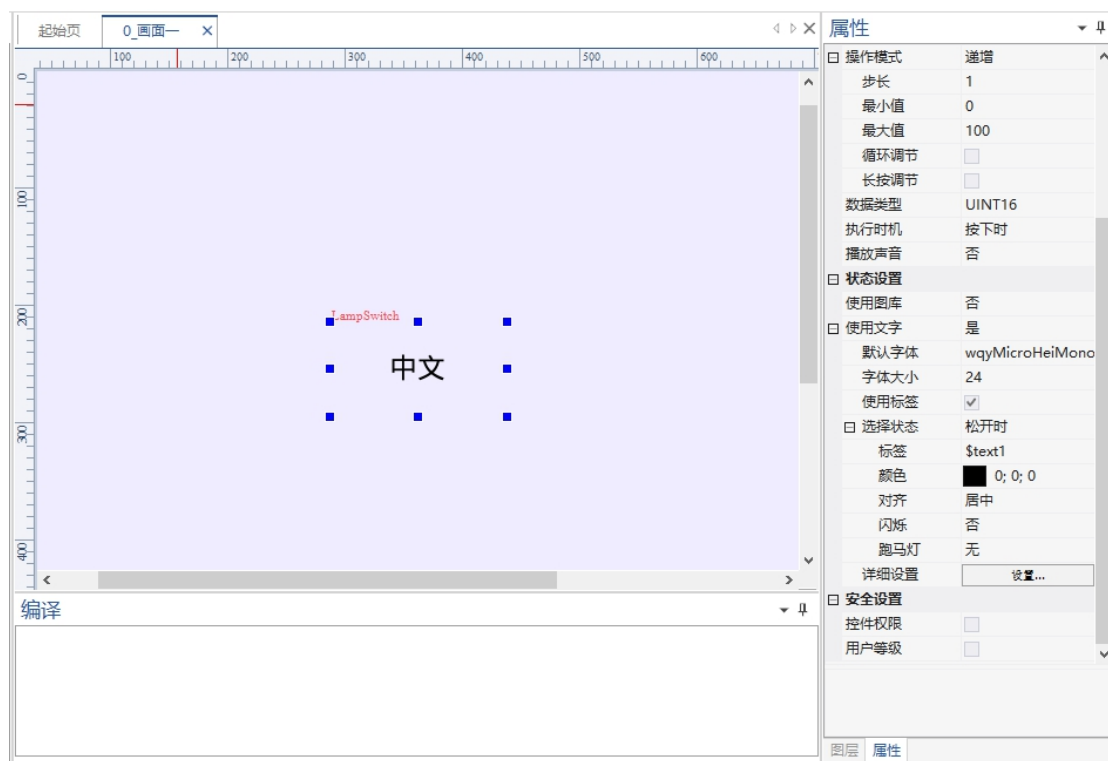 起始页
0_画面一
属性
100 200 300 400 500 600
0
100
200
300
400
LampSwitch
中文
编译
操作模式 递增
步长 1
最小值 0
最大值 100
循环调节
长按调节
数据类型 UINT16
执行时机 按下时
播放声音 否
状态设置
使用图库 否
使用文字 是
默认字体 wqyMicroHeiMono
字体大小 24
使用标签
选择状态 松开时
标签 $text1
颜色 0; 0; 0
对齐 居中
闪烁 否
跑马灯 无
详细设置 设置...
安全设置
控件权限
用户等级
图层 属性